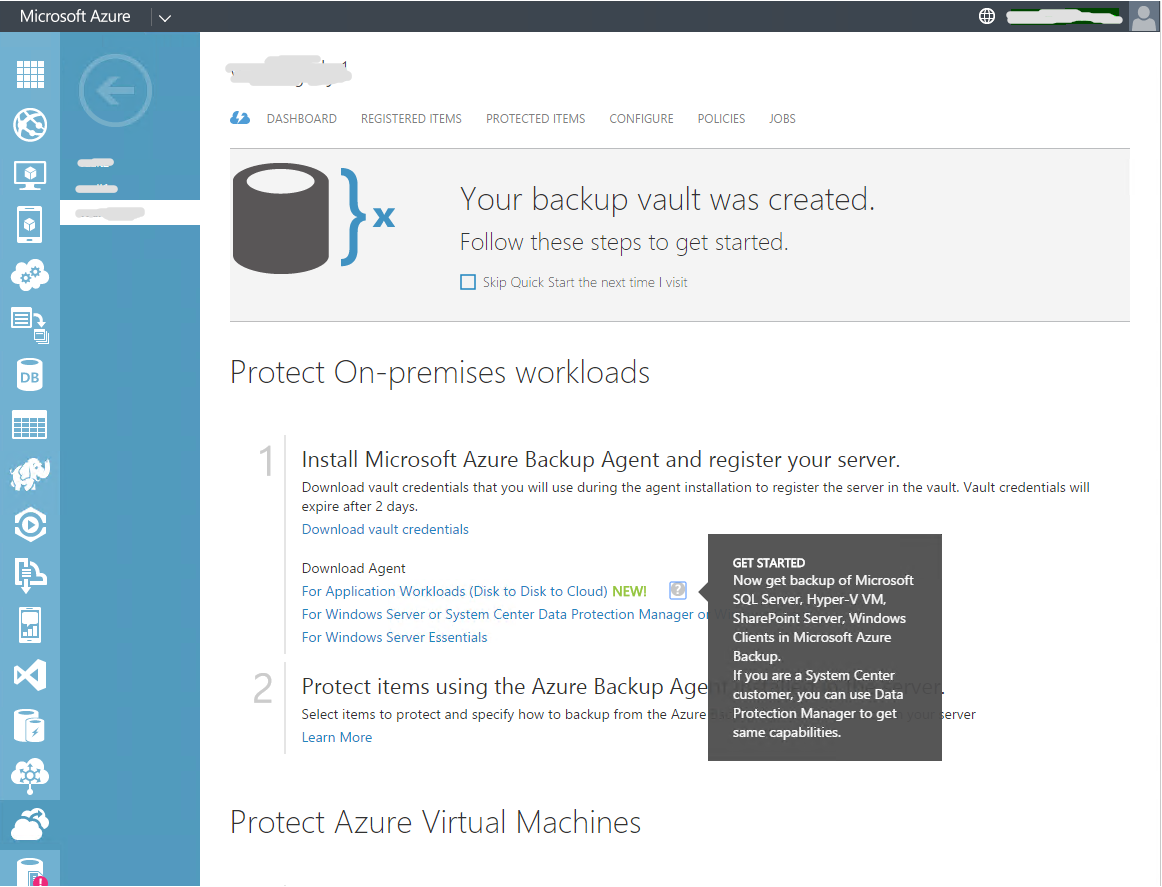 Microsoft Azure
DASHBOARD REGISTERED ITEMS PROTECTED ITEMS CONFIGURE POLICIES JOBS
x
Your backup vault was created.
Follow these steps to get started.
Skip Quick Start the next time I visit
Protect On-premises workloads
1
Install Microsoft Azure Backup Agent and register your server.
Download vault credentials that you will use during the agent installation to register the server in the vault. Vault credentials will
expire after 2 days.
Download vault credentials
Download Agent
For Application Workloads (Disk to Disk to Cloud) NEW! ?
For Windows Server or System Center Data Protection Manager or
For Windows Server Essentials
GET STARTED
Now get backup of Microsoft
SQL Server, Hyper-V VM,
SharePoint Server, Windows
Clients in Microsoft Azure
Backup.
If you are a System Center
customer, you can use Data
Protection Manager to get
same capabilities.
2
Protect items using the Azure Backup Agent installed in the server.
Select items to protect and specify how to backup from the Azure your server
Learn More
Protect Azure Virtual Machines
DB